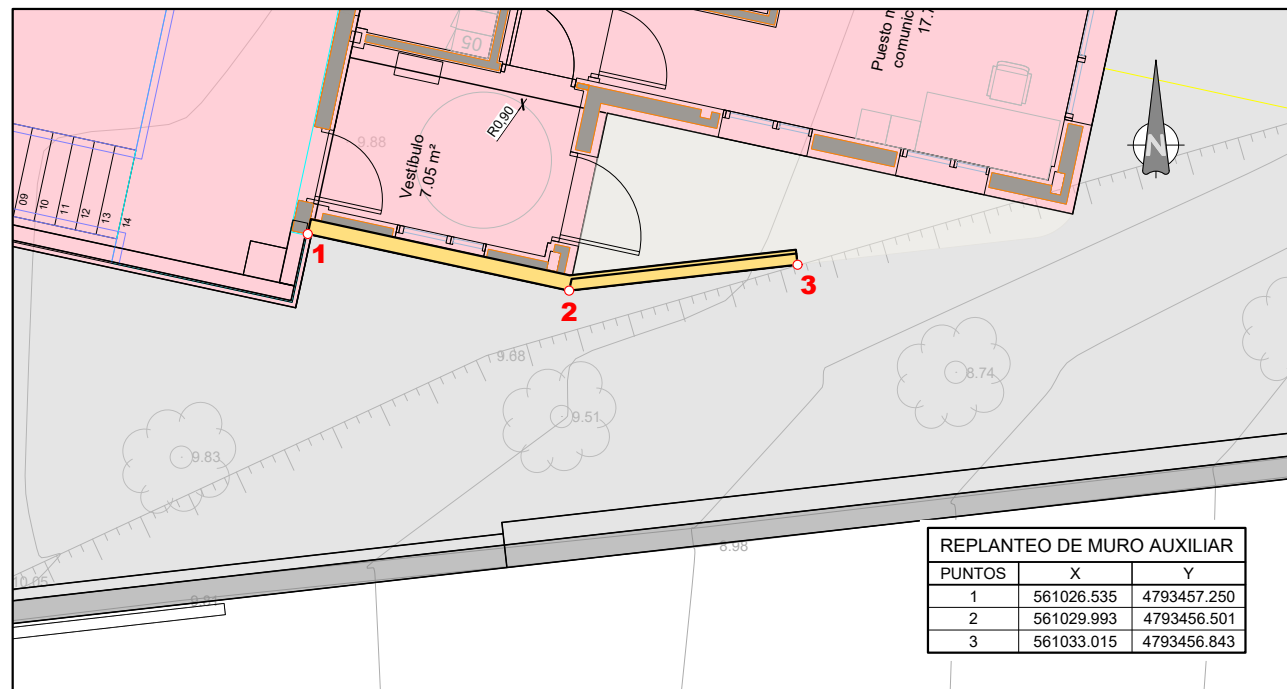 05
Puesto m
comunic
17.7
R0,90
9.88
Vestíbulo
7.05 m²
N
09
10
11
12
13
14
1
2
3
9.68
8.74
9.51
9.83
8.98
10.05
9.91
REPLANTEO DE MURO AUXILIAR
PUNTOS X Y
1 561026.535 4793457.250
2 561029.993 4793456.501
3 561033.015 4793456.843